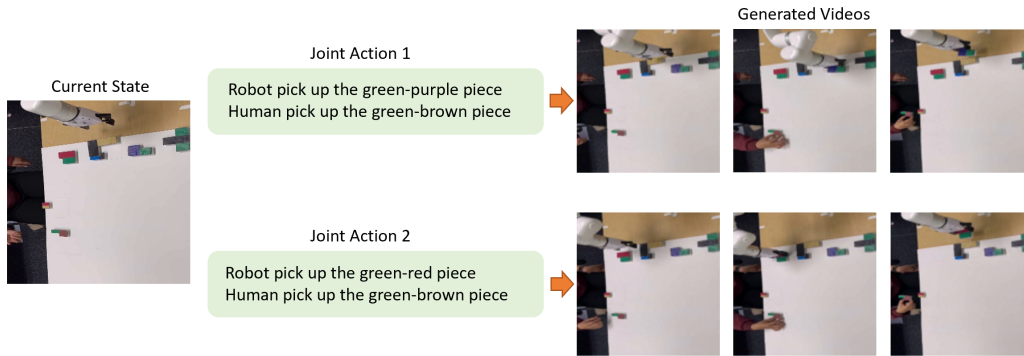 Generated Videos
Joint Action 1
Current State
Robot pick up the green-purple piece
Human pick up the green-brown piece
Joint Action 2
Robot pick up the green-red piece
Human pick up the green-brown piece